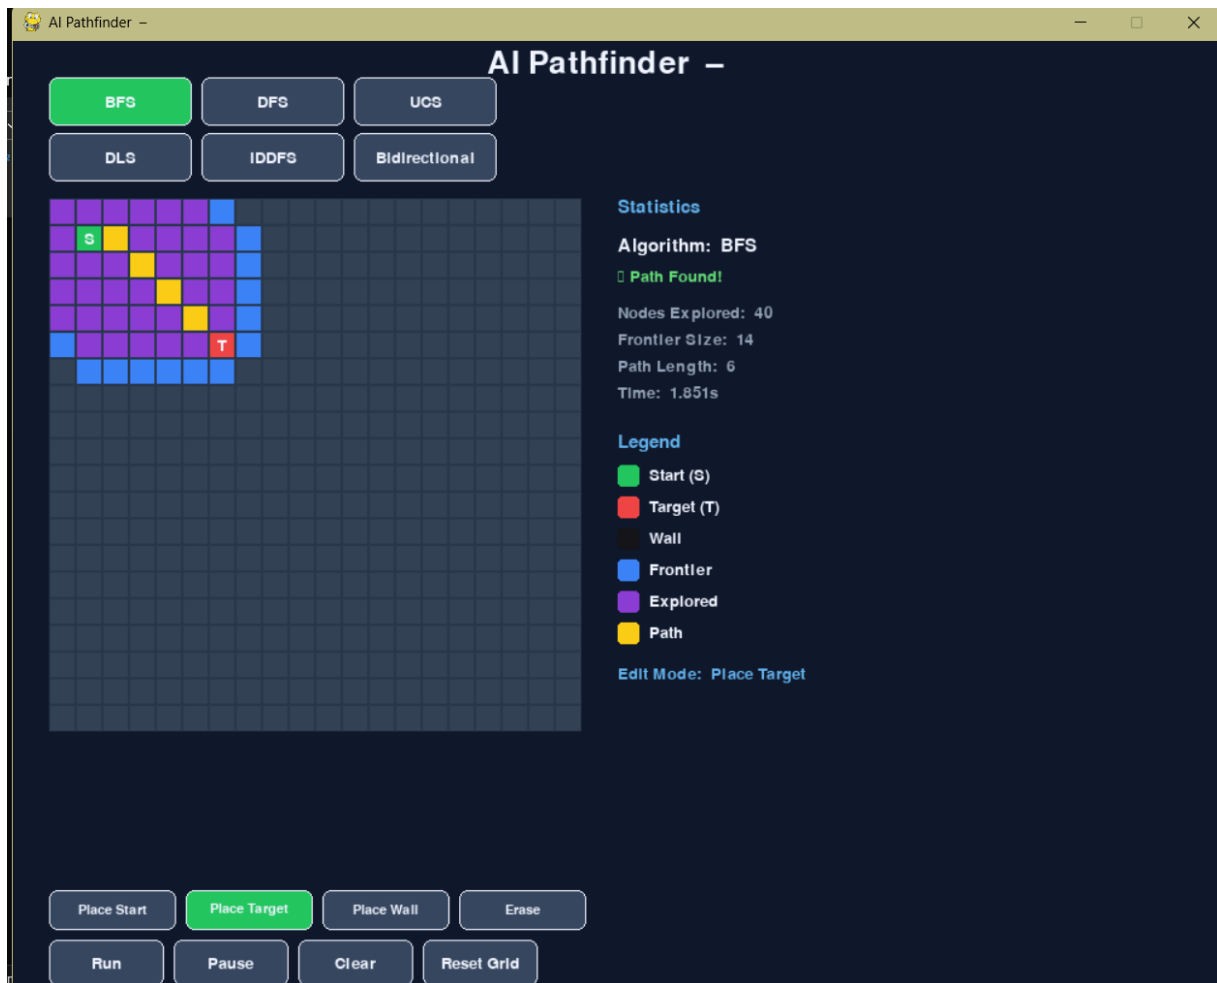 AI Pathfinder –
AI Pathfinder –
BFS DFS UCS
DLS IDDFS Bidirectional
S
T
Statistics
Algorithm: BFS
▯ Path Found!
Nodes Explored: 40
Frontier Size: 14
Path Length: 6
Time: 1.851s
Legend
Start (S)
Target (T)
Wall
Frontier
Explored
Path
Edit Mode: Place Target
Place Start Place Target Place Wall Erase
Run Pause Clear Reset Grid